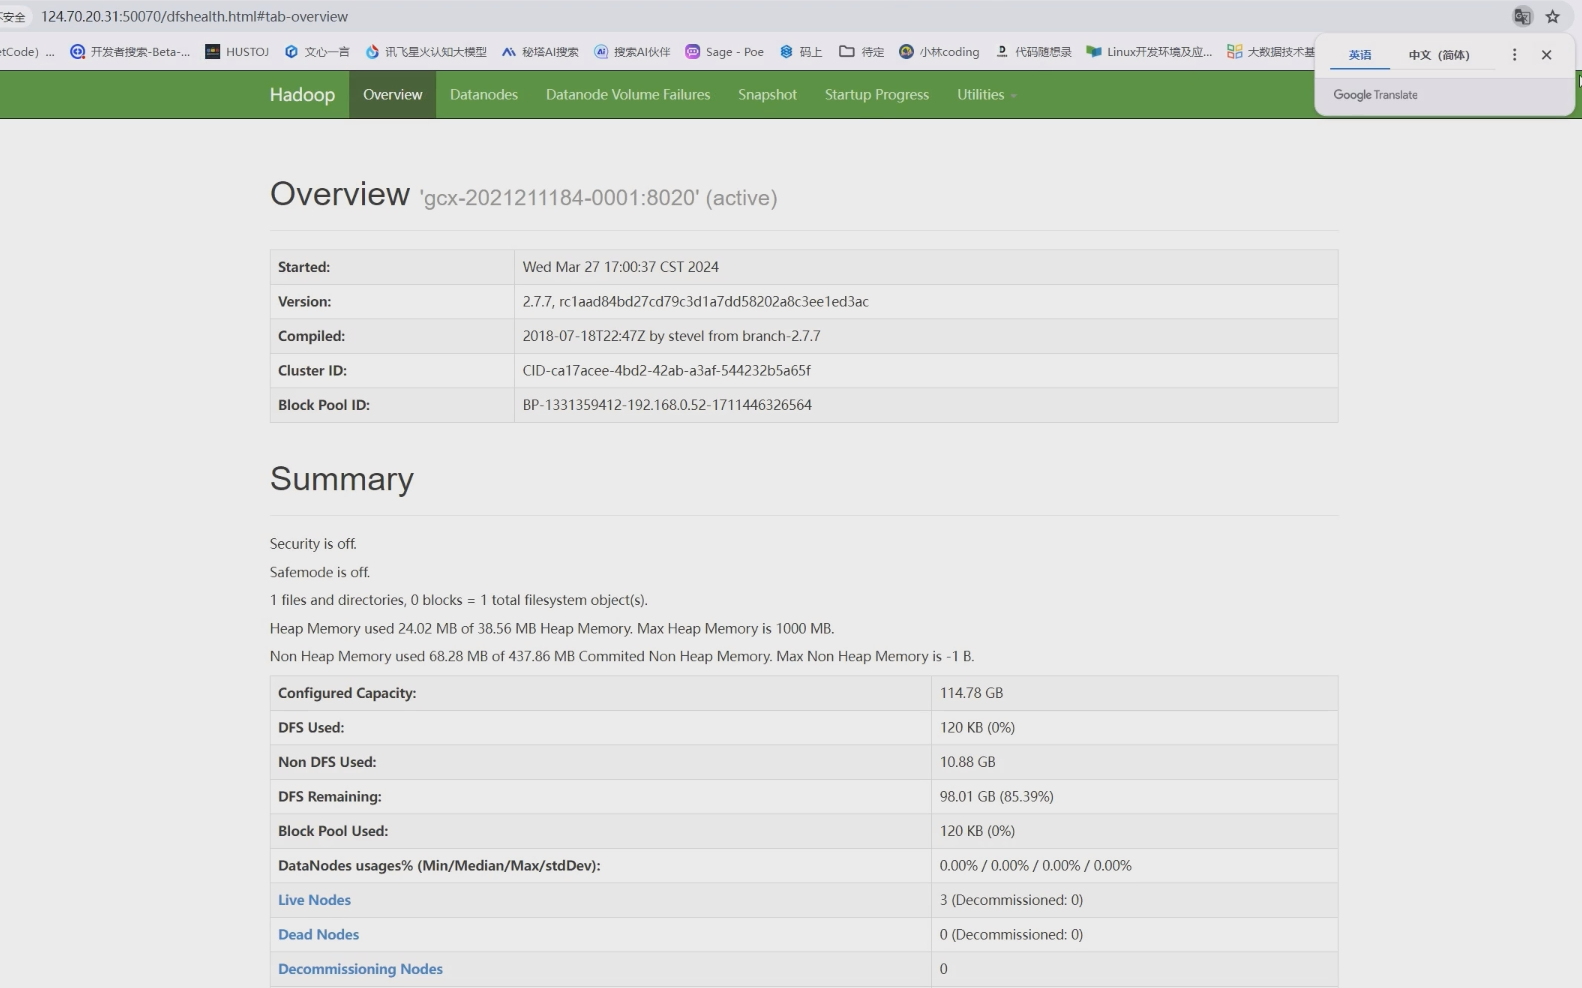 不安全 124.70.20.31:50070/dfshealth.html#tab-overview
etCode）... 开发者搜索-Beta-... HUSTOJ 文心一言 讯飞星火认知大模型 秘塔AI搜索 搜索AI伙伴 Sage - Poe 码上 待定 小林coding 代码随想录 Linux开发环境及应... 大数据技术基
英语 中文（简体）
Google Translate
Hadoop Overview Datanodes Datanode Volume Failures Snapshot Startup Progress Utilities
Overview 'gcx-2021211184-0001:8020' (active)
Started: Wed Mar 27 17:00:37 CST 2024
Version: 2.7.7, rc1aad84bd27cd79c3d1a7dd58202a8c3ee1ed3ac
Compiled: 2018-07-18T22:47Z by stevel from branch-2.7.7
Cluster ID: CID-ca17acee-4bd2-42ab-a3af-544232b5a65f
Block Pool ID: BP-1331359412-192.168.0.52-1711446326564
Summary
Security is off.
Safemode is off.
1 files and directories, 0 blocks = 1 total filesystem object(s).
Heap Memory used 24.02 MB of 38.56 MB Heap Memory. Max Heap Memory is 1000 MB.
Non Heap Memory used 68.28 MB of 437.86 MB Commited Non Heap Memory. Max Non Heap Memory is -1 B.
Configured Capacity: 114.78 GB
DFS Used: 120 KB (0%)
Non DFS Used: 10.88 GB
DFS Remaining: 98.01 GB (85.39%)
Block Pool Used: 120 KB (0%)
DataNodes usages% (Min/Median/Max/stdDev): 0.00% / 0.00% / 0.00% / 0.00%
Live Nodes 3 (Decommissioned: 0)
Dead Nodes 0 (Decommissioned: 0)
Decommissioning Nodes 0